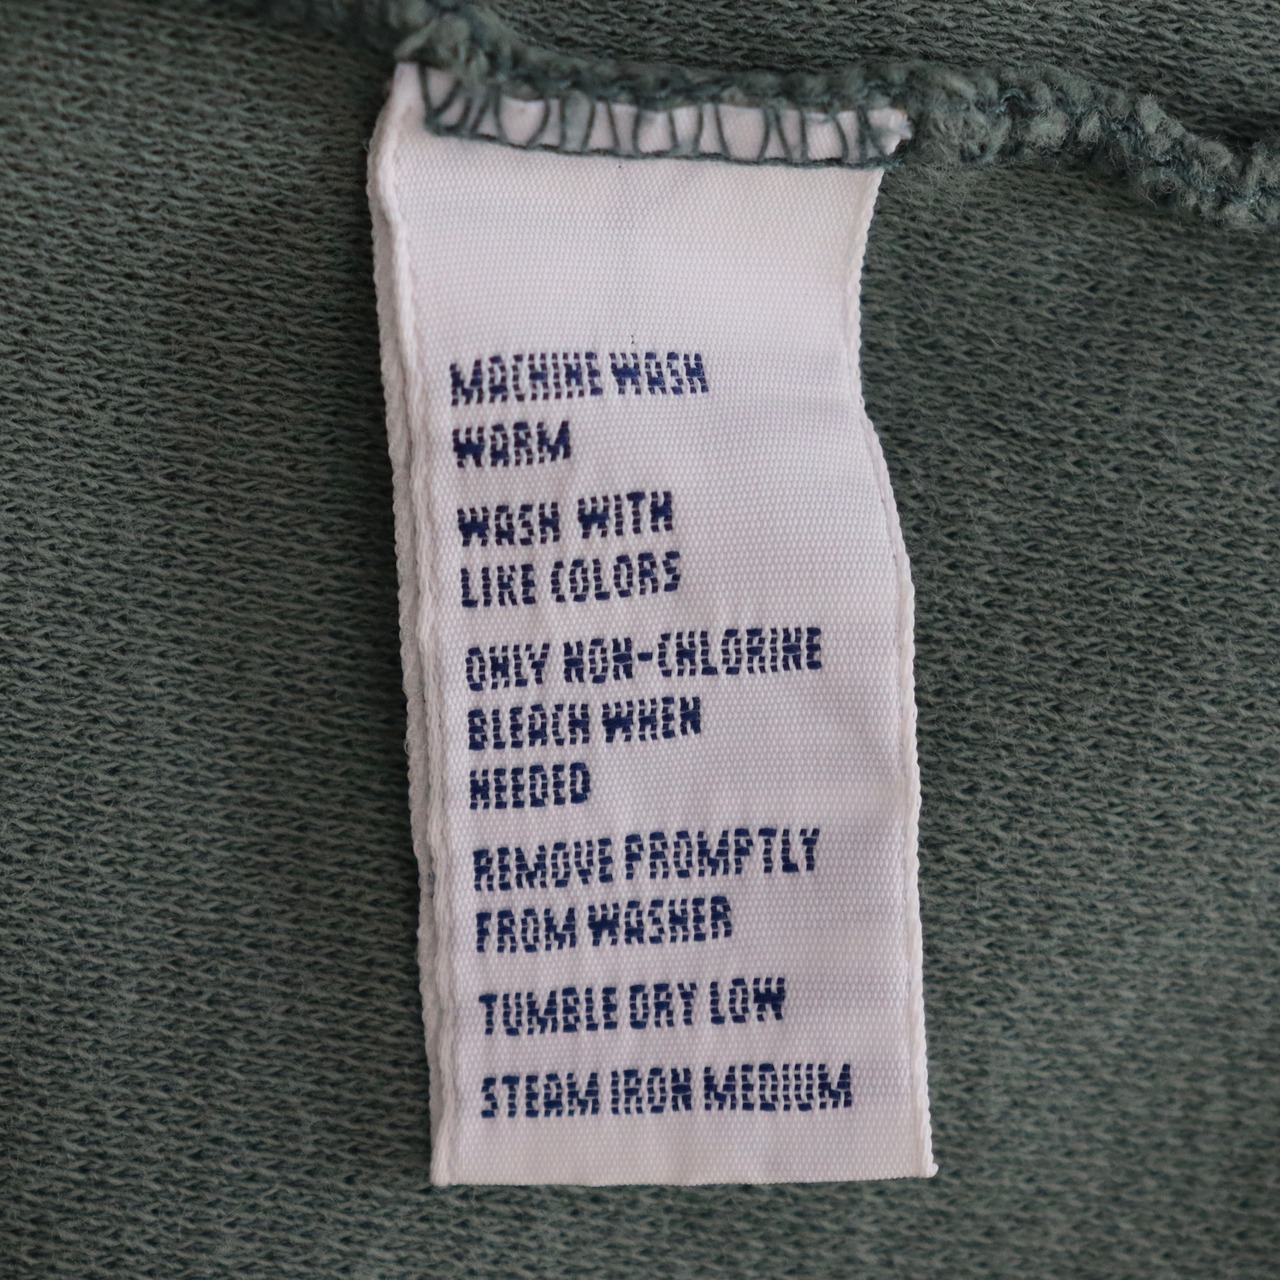 MACHINE WASH
WARM
WASH WITH
LIKE COLORS
ONLY NON-CHLORINE
BLEACH WHEN
NEEDED
REMOVE PROMPTLY
FROM WASHER
TUMBLE DRY LOW
STEAM IRON MEDIUM